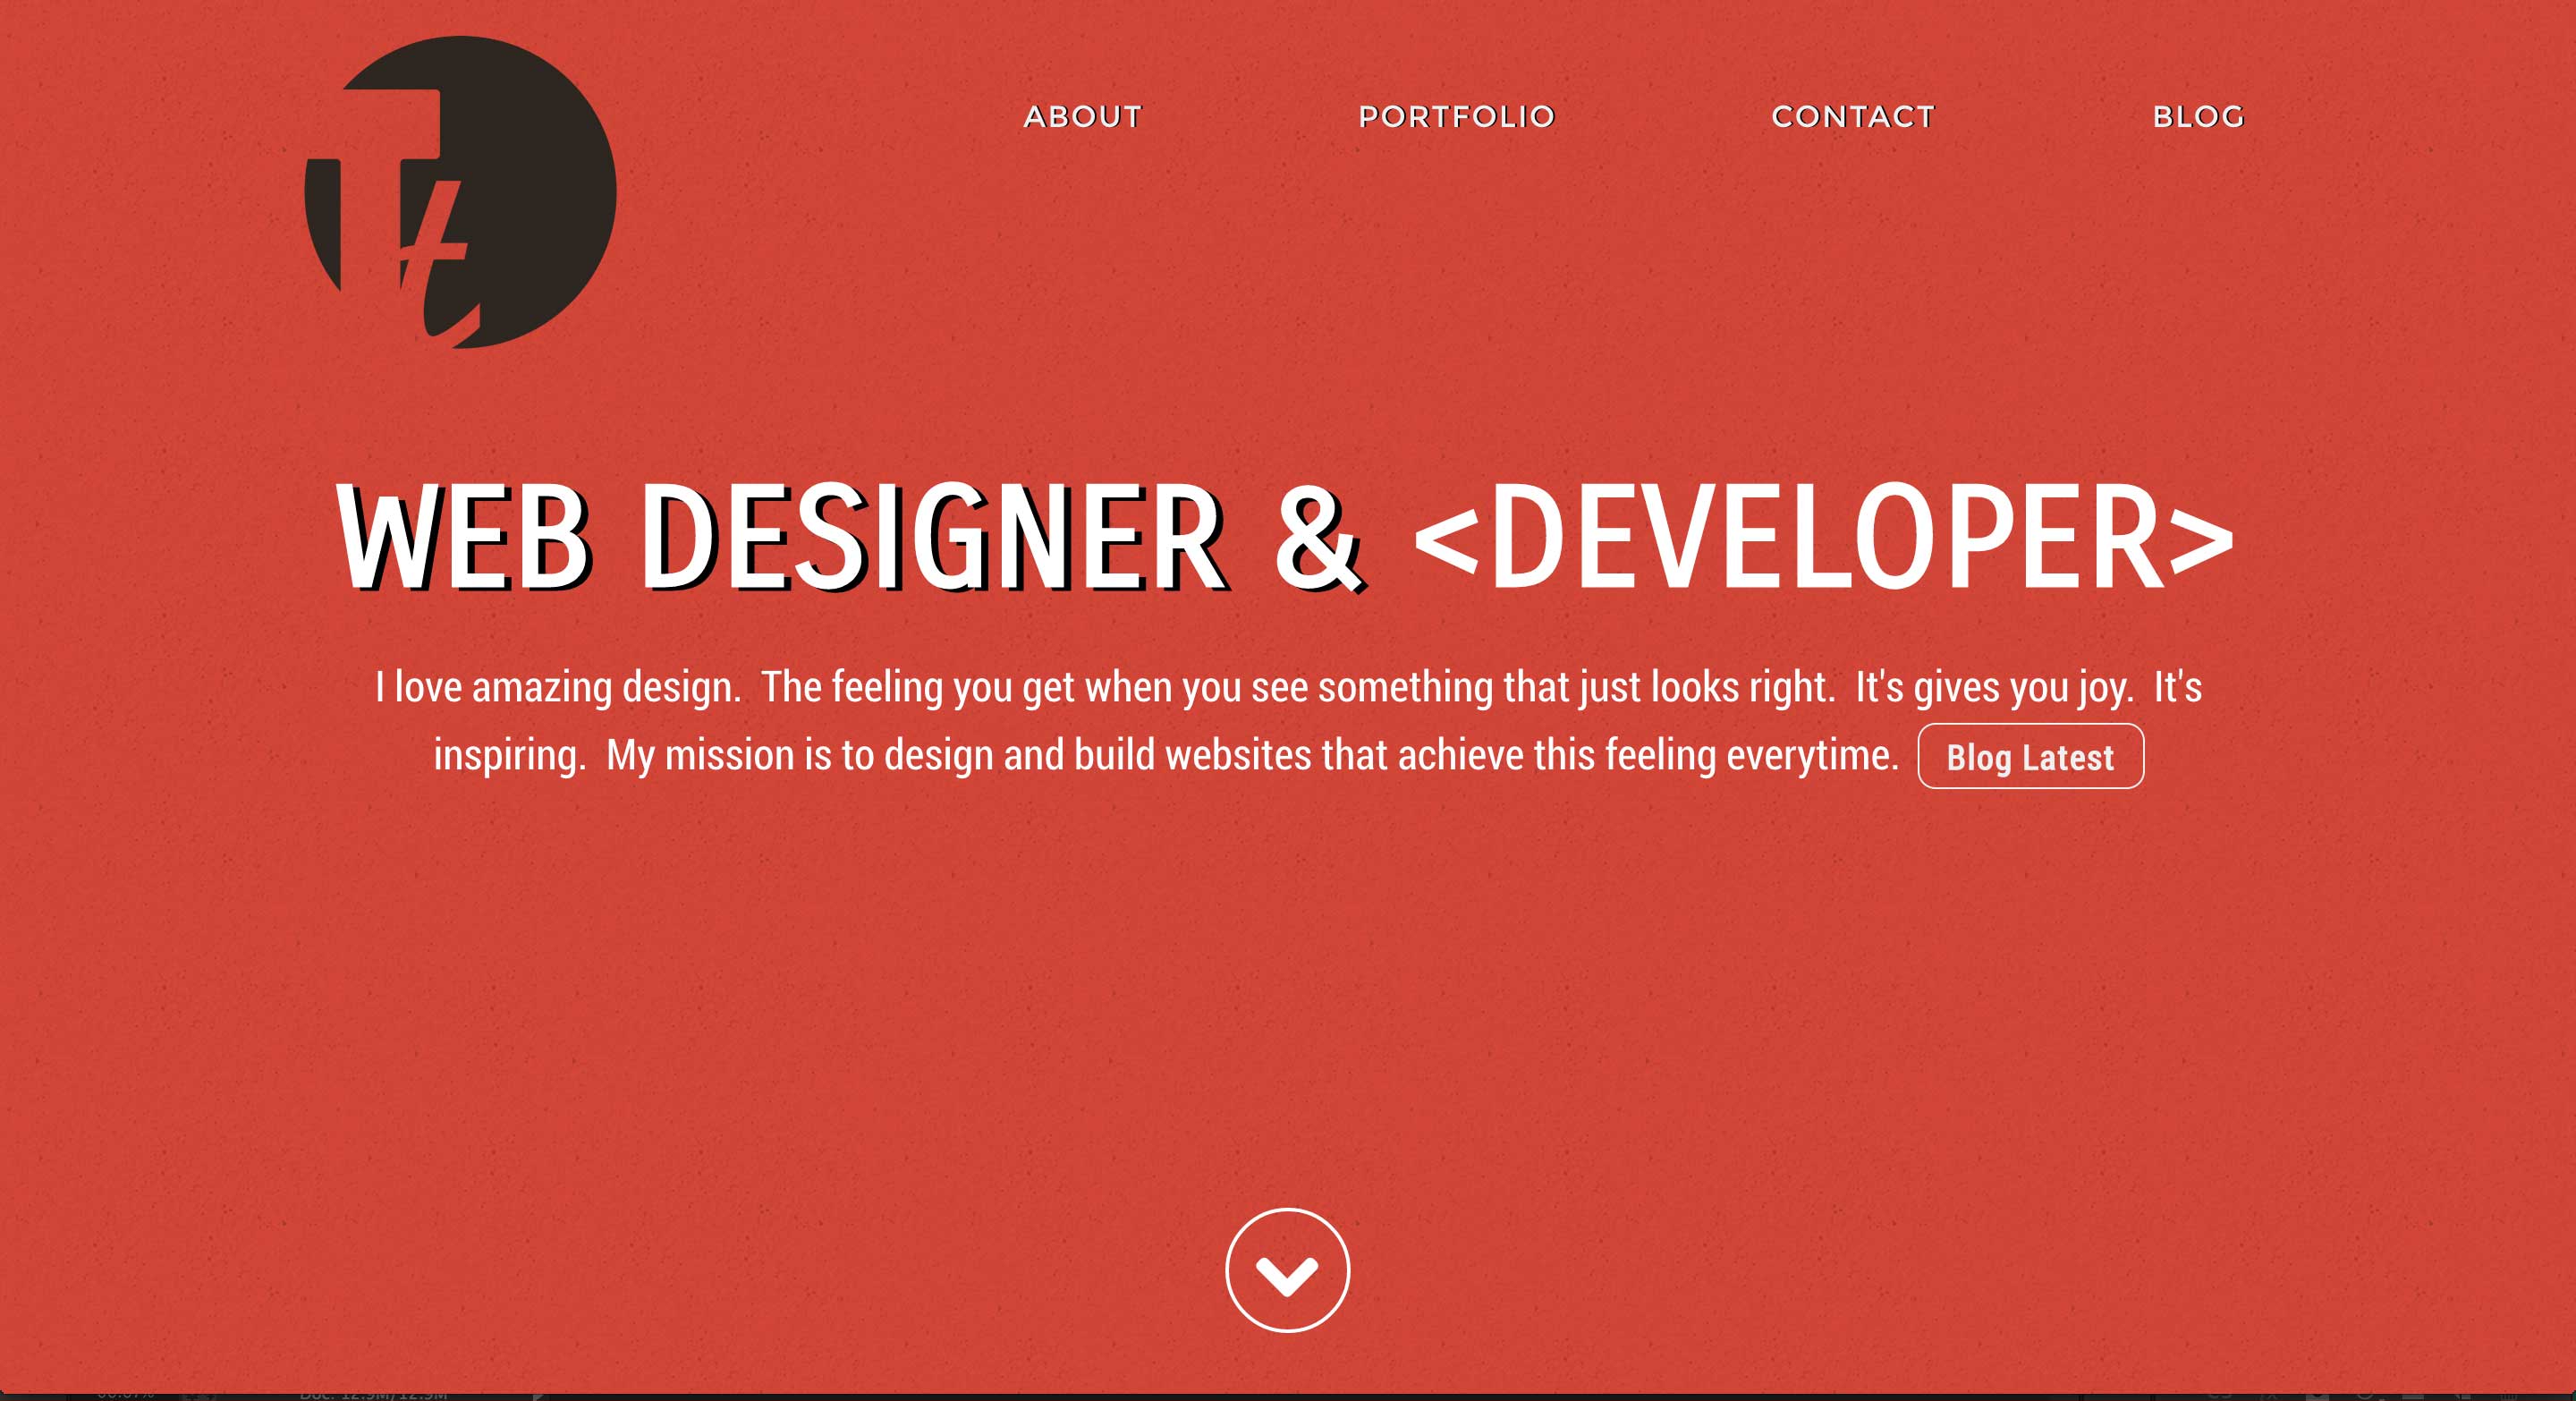 Tt
ABOUT PORTFOLIO CONTACT BLOG
WEB DESIGNER & <DEVELOPER>
I love amazing design. The feeling you get when you see something that just looks right. It's gives you joy. It's
inspiring. My mission is to design and build websites that achieve this feeling everytime. Blog Latest